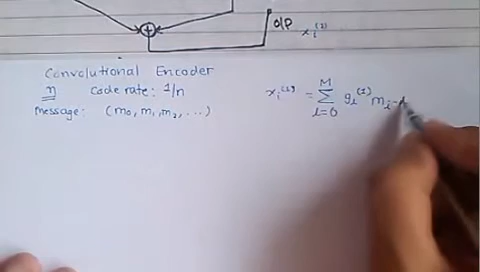 O/P x_i^(2)
Convolutional Encoder
n Code rate: 1/n
message: (m₀, m₁, m₂, ...)
x_i^(1) = Σ_{l=0}^{M} g_l^(1) m_{i-l}